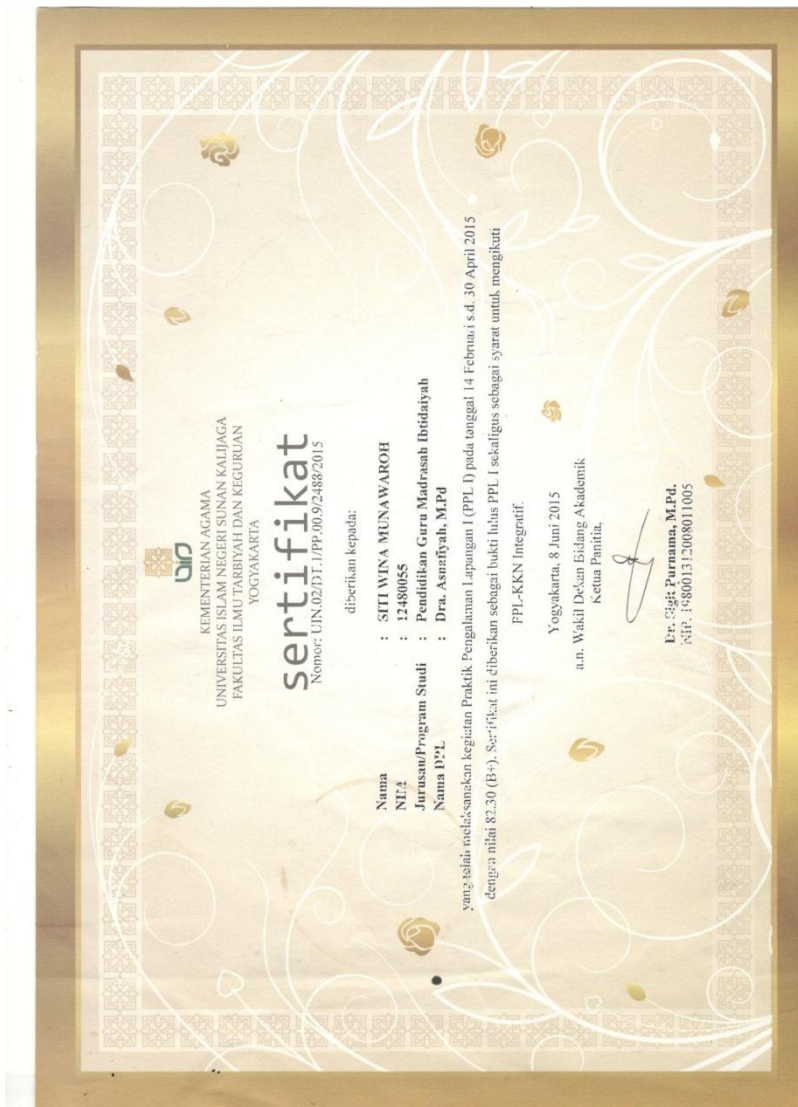 uin
KEMENTERIAN AGAMA
UNIVERSITAS ISLAM NEGERI SUNAN KALIJAGA
FAKULTAS ILMU TARBIYAH DAN KEGURUAN
YOGYAKARTA
sertifikat
Nomor: UIN.02/DT.1/PP.00.9/2488/2015
diberikan kepada:
Nama : SITI WINA MUNAWAROH
NIM : 12480055
Jurusan/Program Studi : Pendidikan Guru Madrasah Ibtidaiyah
Nama DPL : Dra. Asnafiyah, M.Pd
yang telah melaksanakan kegiatan Praktik Pengalaman Lapangan I (PPL I) pada tanggal 14 Februari s.d. 30 April 2015
dengan nilai 82.30 (B+). Sertifikat ini diberikan sebagai bukti lulus PPL I sekaligus sebagai syarat untuk mengikuti
PPL-KKN Integratif.
Yogyakarta, 8 Juni 2015
a.n. Wakil Dekan Bidang Akademik
Ketua Panitia,
Dr. Sigit Purnama, M.Pd.
NIP. 198001312008011005